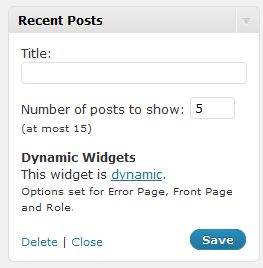 Recent Posts
Title:
Number of posts to show: 5
(at most 15)
Dynamic Widgets
This widget is dynamic.
Options set for Error Page, Front Page
and Role.
Delete | Close
Save